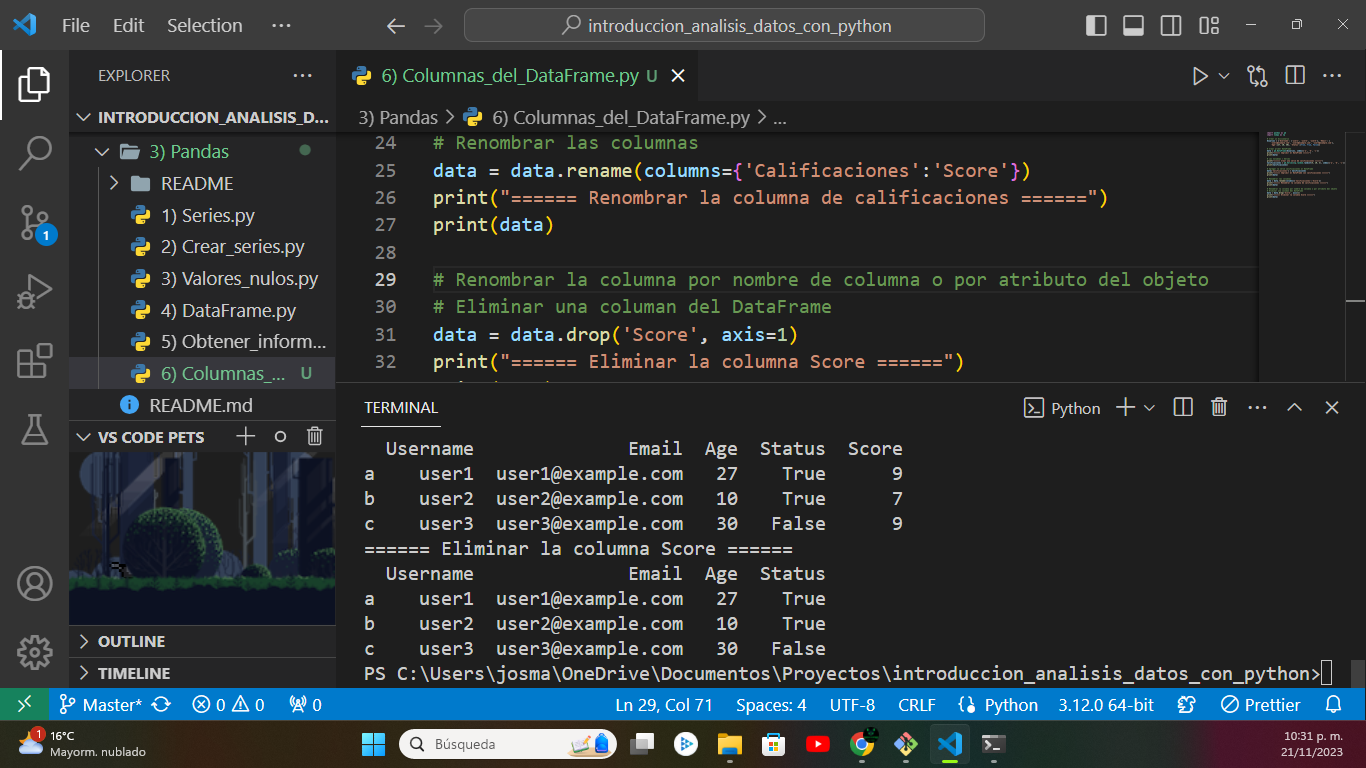 File Edit Selection ···
introduccion_analisis_datos_con_python
EXPLORER ···
INTRODUCCION_ANALISIS_D...
3) Pandas
README
1) Series.py
2) Crear_series.py
3) Valores_nulos.py
4) DataFrame.py
5) Obtener_inform...
6) Columnas_... U
README.md
VS CODE PETS
OUTLINE
TIMELINE
1
6) Columnas_del_DataFrame.py U
3) Pandas > 6) Columnas_del_DataFrame.py > ...
24 # Renombrar las columnas
25 data = data.rename(columns={'Calificaciones':'Score'})
26 print("====== Renombrar la columna de calificaciones ======")
27 print(data)
28
29 # Renombrar la columna por nombre de columna o por atributo del objeto
30 # Eliminar una columan del DataFrame
31 data = data.drop('Score', axis=1)
32 print("====== Eliminar la columna Score ======")
TERMINAL
Python
Username Email Age Status Score
a user1 user1@example.com 27 True 9
b user2 user2@example.com 10 True 7
c user3 user3@example.com 30 False 9
====== Eliminar la columna Score ======
Username Email Age Status
a user1 user1@example.com 27 True
b user2 user2@example.com 10 True
c user3 user3@example.com 30 False
PS C:\Users\josma\OneDrive\Documentos\Proyectos\introduccion_analisis_datos_con_python>
Master* 0 0 0 Ln 29, Col 71 Spaces: 4 UTF-8 CRLF Python 3.12.0 64-bit Prettier
1
16°C
Mayorm. nublado
Búsqueda
10:31 p. m.
21/11/2023